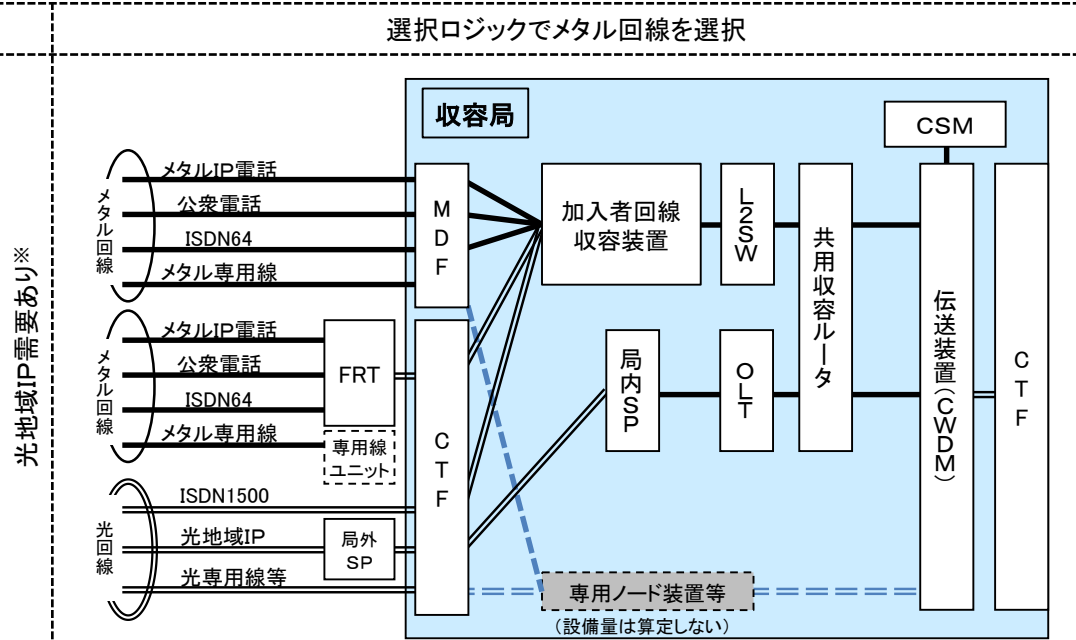 選択ロジックでメタル回線を選択
光地域IP需要あり※
収容局
CSM
メタル回線
メタルIP電話
公衆電話
ISDN64
メタル専用線
MDF
加入者回線
収容装置
L2SW
共用収容ルータ
伝送装置(CWDM)
CTF
メタル回線
メタルIP電話
公衆電話
ISDN64
メタル専用線
FRT
専用線
ユニット
CTF
局内SP
OLT
光回線
ISDN1500
光地域IP
光専用線等
局外
SP
専用ノード装置等
(設備量は算定しない)